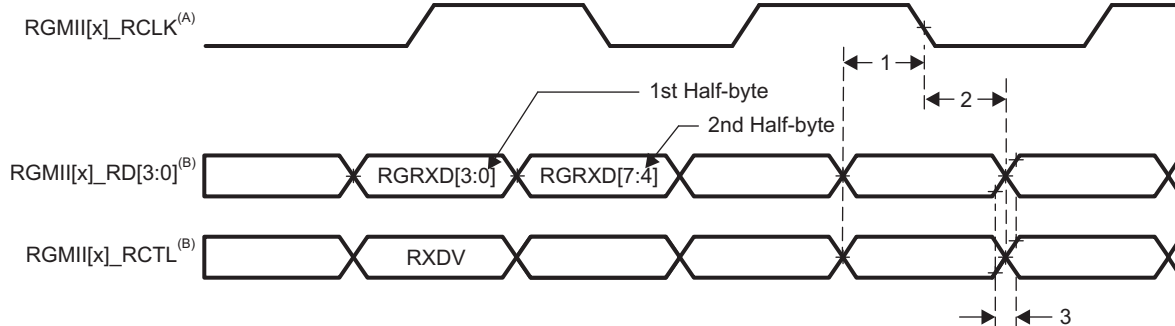 RGMII[x]_RCLK(A)
1
2
1st Half-byte
2nd Half-byte
RGMII[x]_RD[3:0](B)
RGRXD[3:0]
RGRXD[7:4]
RGMII[x]_RCTL(B)
RXDV
3